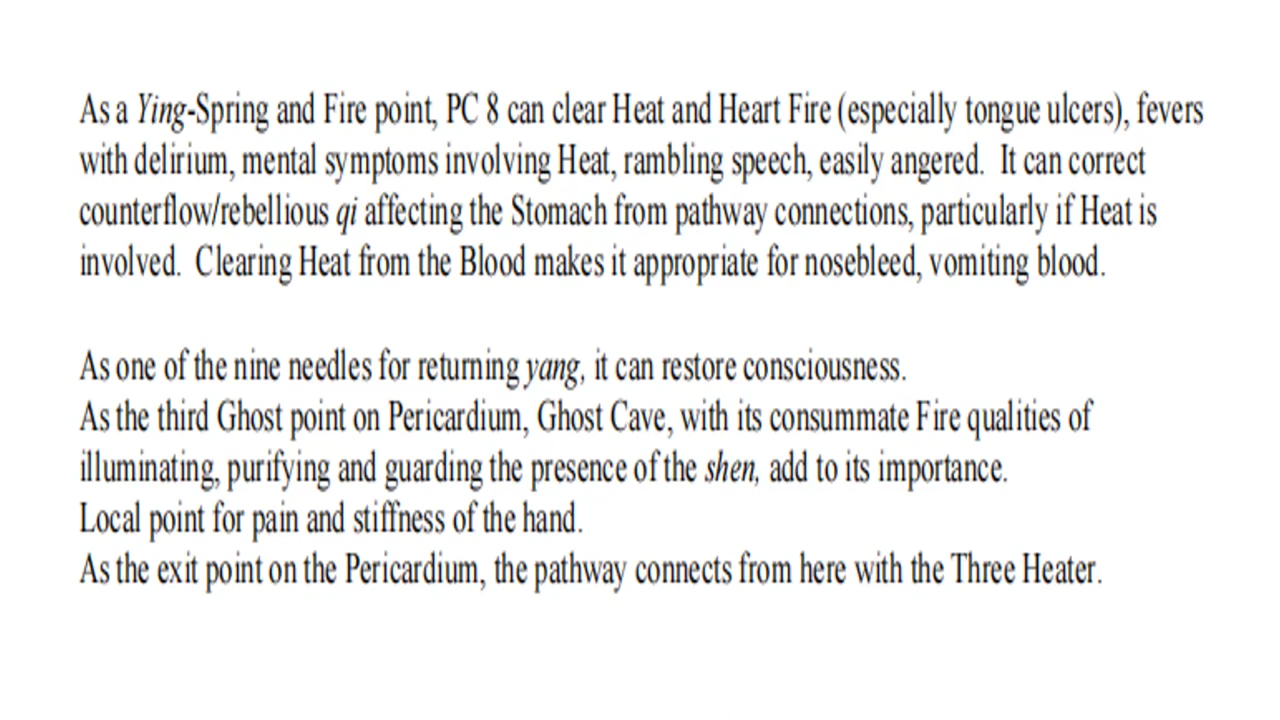 As a Ying-Spring and Fire point, PC 8 can clear Heat and Heart Fire (especially tongue ulcers), fevers
with delirium, mental symptoms involving Heat, rambling speech, easily angered.  It can correct
counterflow/rebellious qi affecting the Stomach from pathway connections, particularly if Heat is
involved.  Clearing Heat from the Blood makes it appropriate for nosebleed, vomiting blood.
As one of the nine needles for returning yang, it can restore consciousness.
As the third Ghost point on Pericardium, Ghost Cave, with its consummate Fire qualities of
illuminating, purifying and guarding the presence of the shen, add to its importance.
Local point for pain and stiffness of the hand.
As the exit point on the Pericardium, the pathway connects from here with the Three Heater.